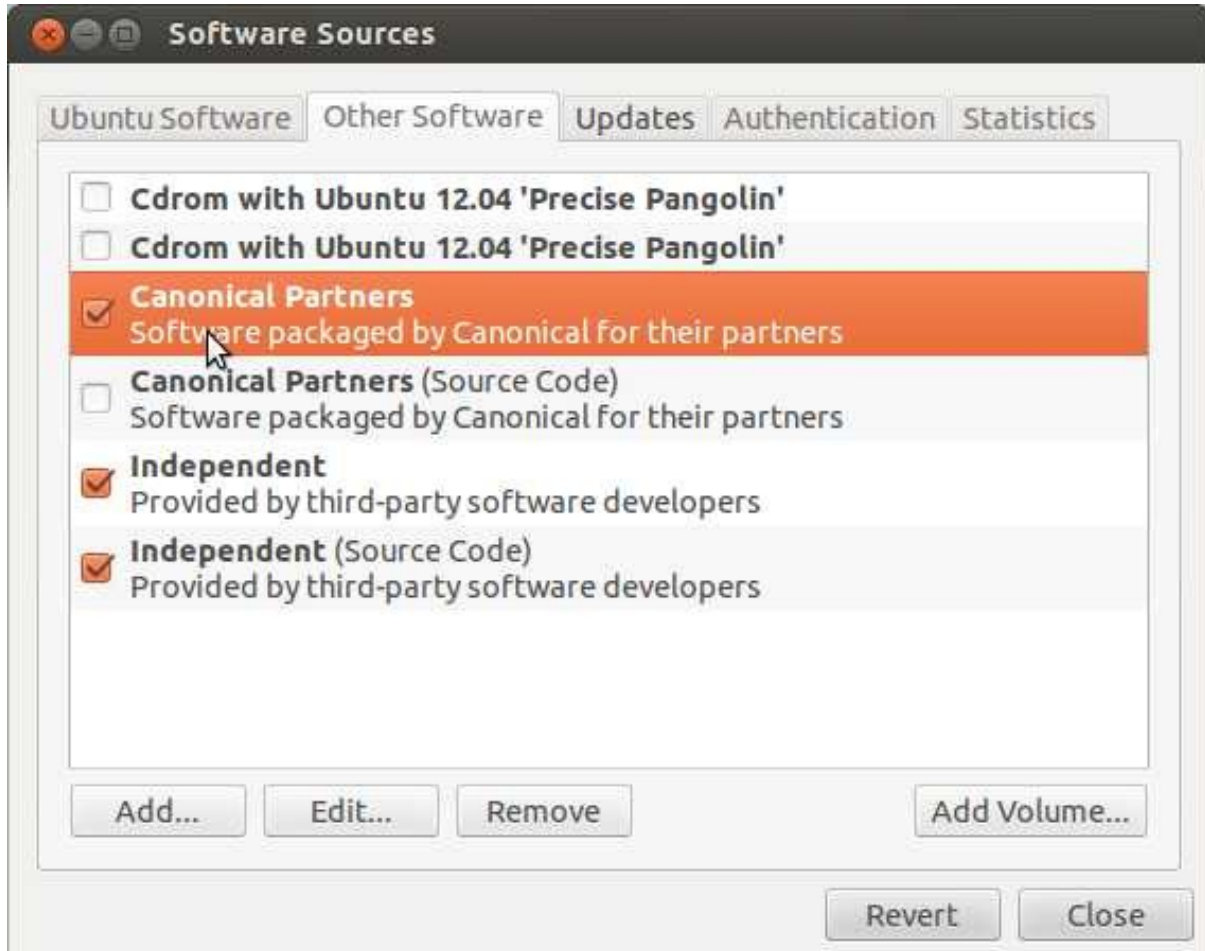 Software Sources
Ubuntu Software Other Software Updates Authentication Statistics
Cdrom with Ubuntu 12.04 'Precise Pangolin'
Cdrom with Ubuntu 12.04 'Precise Pangolin'
Canonical Partners
Software packaged by Canonical for their partners
Canonical Partners (Source Code)
Software packaged by Canonical for their partners
Independent
Provided by third-party software developers
Independent (Source Code)
Provided by third-party software developers
Add... Edit... Remove Add Volume...
Revert Close